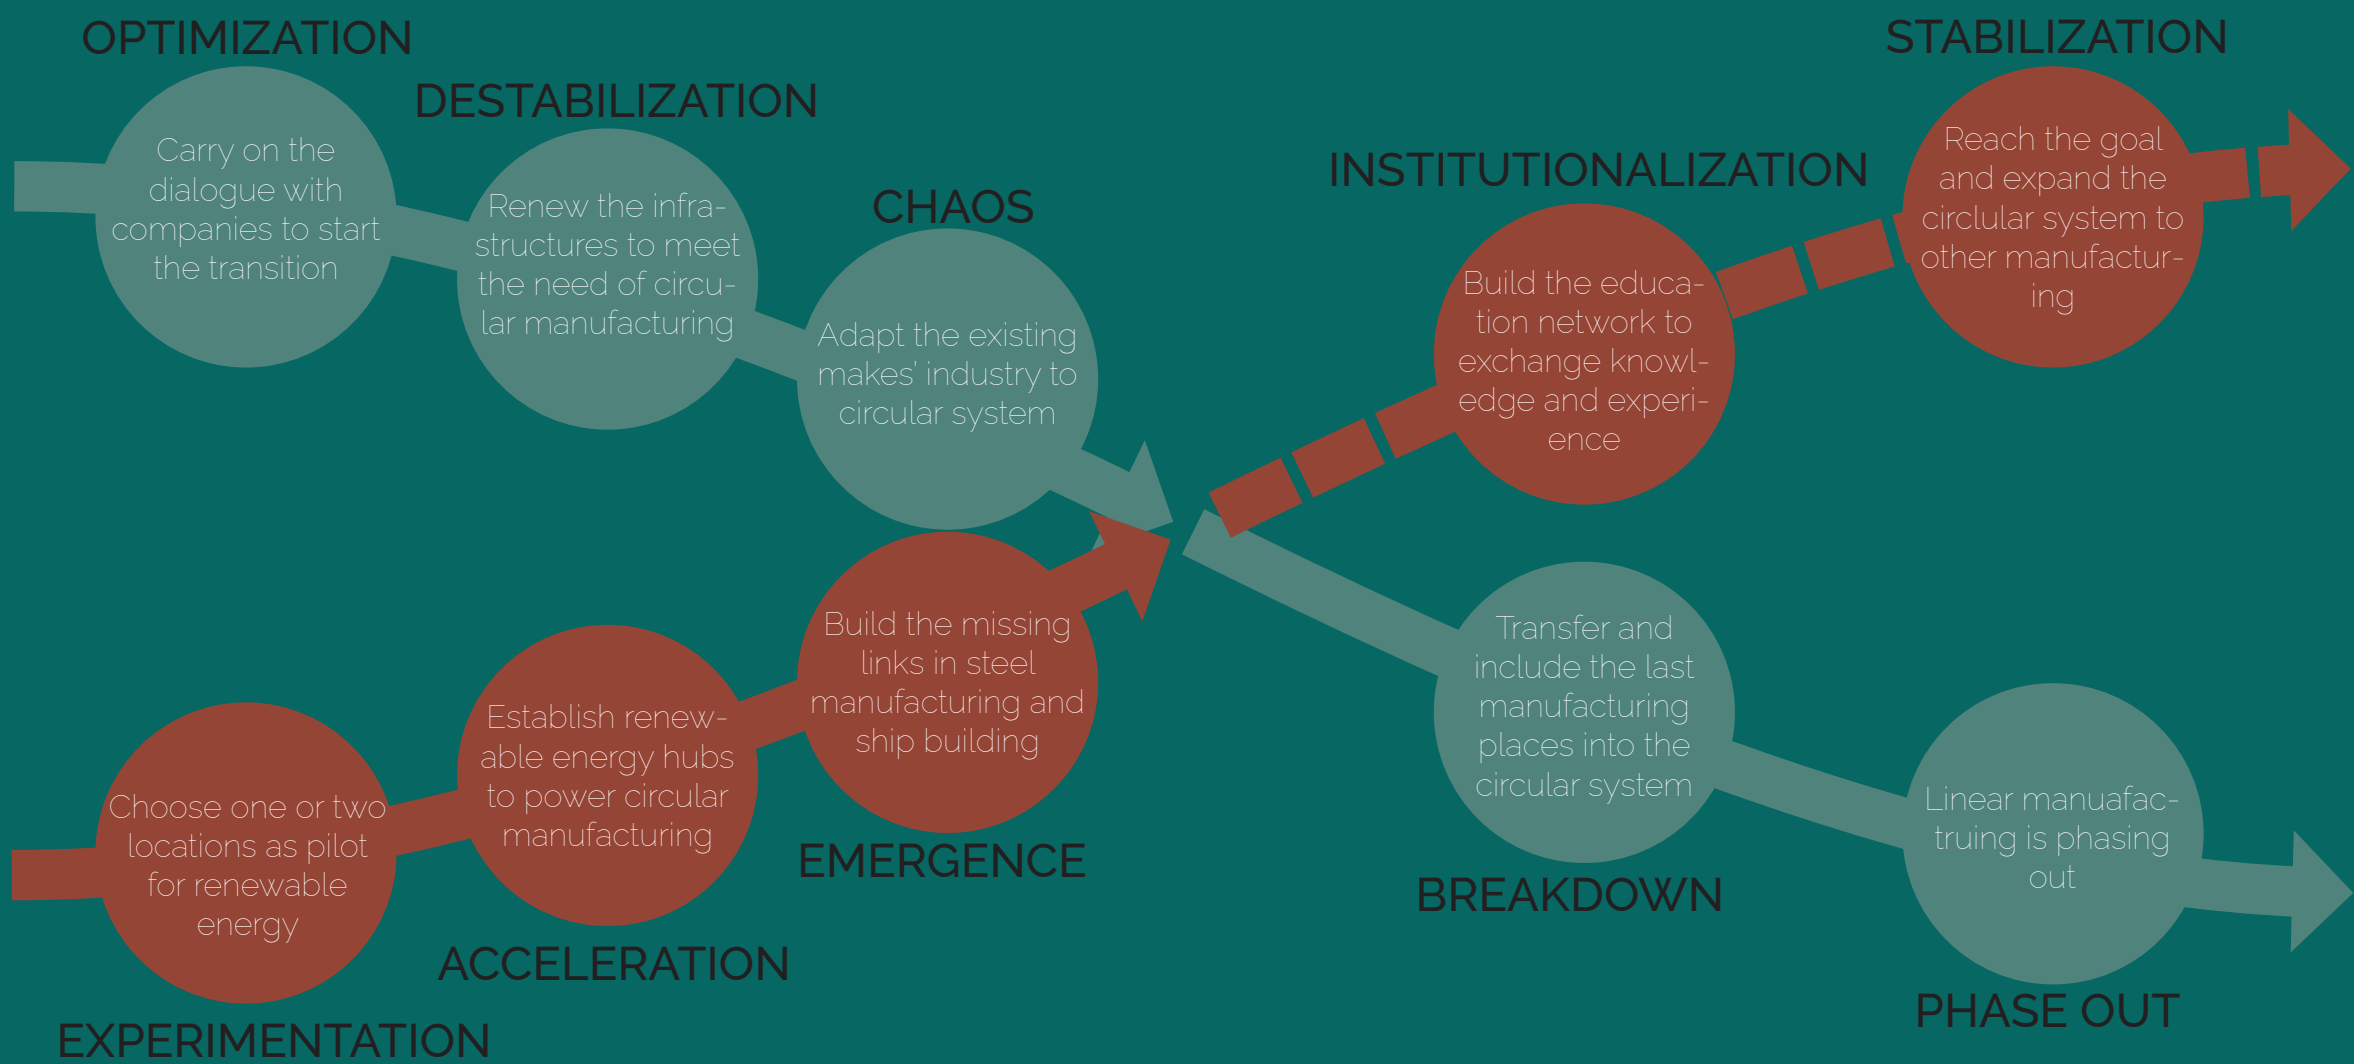 OPTIMIZATION
Carry on the
dialogue with
companies to start
the transition
DESTABILIZATION
Renew the infra-
structures to meet
the need of circu-
lar manufacturing
CHAOS
Adapt the existing
makes' industry to
circular system
INSTITUTIONALIZATION
Build the educa-
tion network to
exchange knowl-
edge and experi-
ence
STABILIZATION
Reach the goal
and expand the
circlular system to
other manufactur-
ing
Choose one or two
locations as pilot
for renewable
energy
EXPERIMENTATION
Establish renew-
able energy hubs
to power circular
manufacturing
ACCELERATION
Build the missing
links in steel
manufacturing and
ship building
EMERGENCE
Transfer and
include the last
manufacturing
places into the
circular system
BREAKDOWN
Linear manuafac-
truing is phasing
out
PHASE OUT